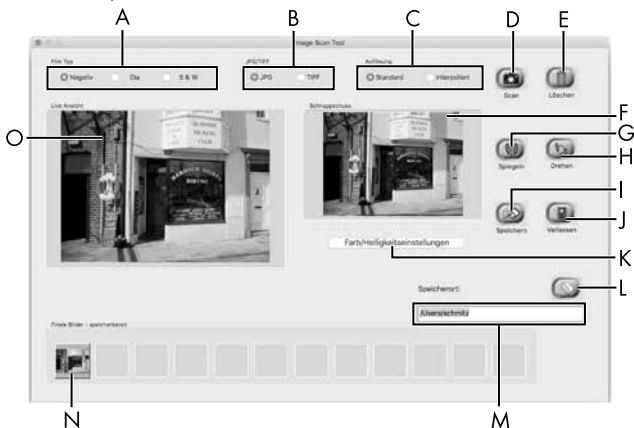 A
B
C
D
E
Image Scan Tool
Film Typ
JPG/TIFF
Auflösung
Negativ Dia S & W
JPG TIFF
Standard Interpoliert
Scan
Löschen
Live Ansicht
Schnappschuss
F
O
G
Spiegeln
Drehen
H
I
Speichern
Verlassen
J
Farb/Helligkeitseinstellungen
K
Speicherort:
L
/Users/schmitz
Finale Bilder - speicherbereit
N
M